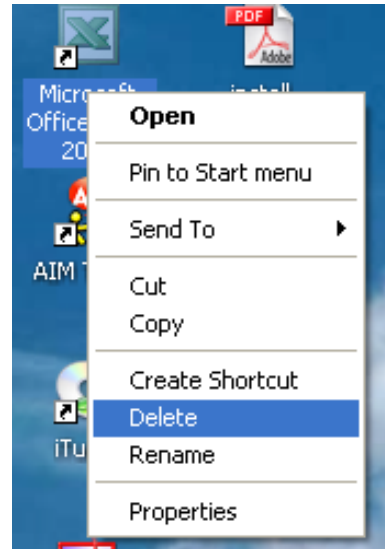 PDF
Adobe
Micro
Office
20
AIM
iTu
Open
Pin to Start menu
Send To
Cut
Copy
Create Shortcut
Delete
Rename
Properties